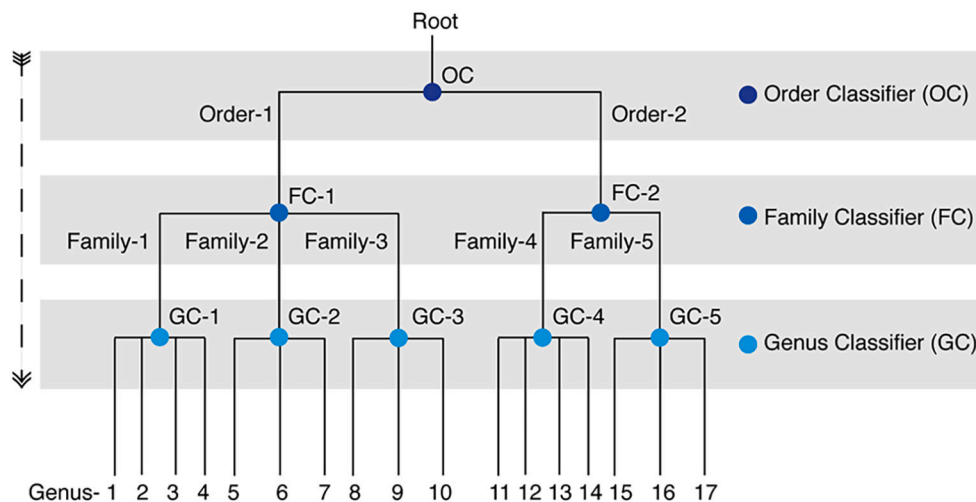 Root
OC
Order Classifier (OC)
Order-1
Order-2
FC-1
FC-2
Family Classifier (FC)
Family-1
Family-2
Family-3
Family-4
Family-5
GC-1
GC-2
GC-3
GC-4
GC-5
Genus Classifier (GC)
Genus- 1 2 3 4 5 6 7 8 9 10 11 12 13 14 15 16 17